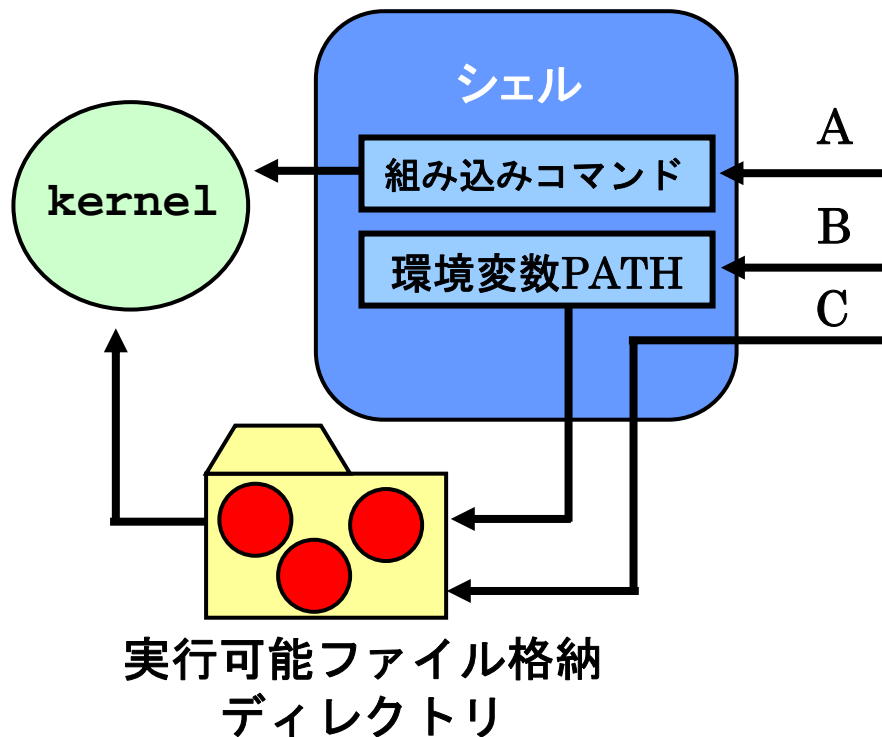 シェル
A
組み込みコマンド
kernel
B
環境変数PATH
C
実行可能ファイル格納
ディレクトリ